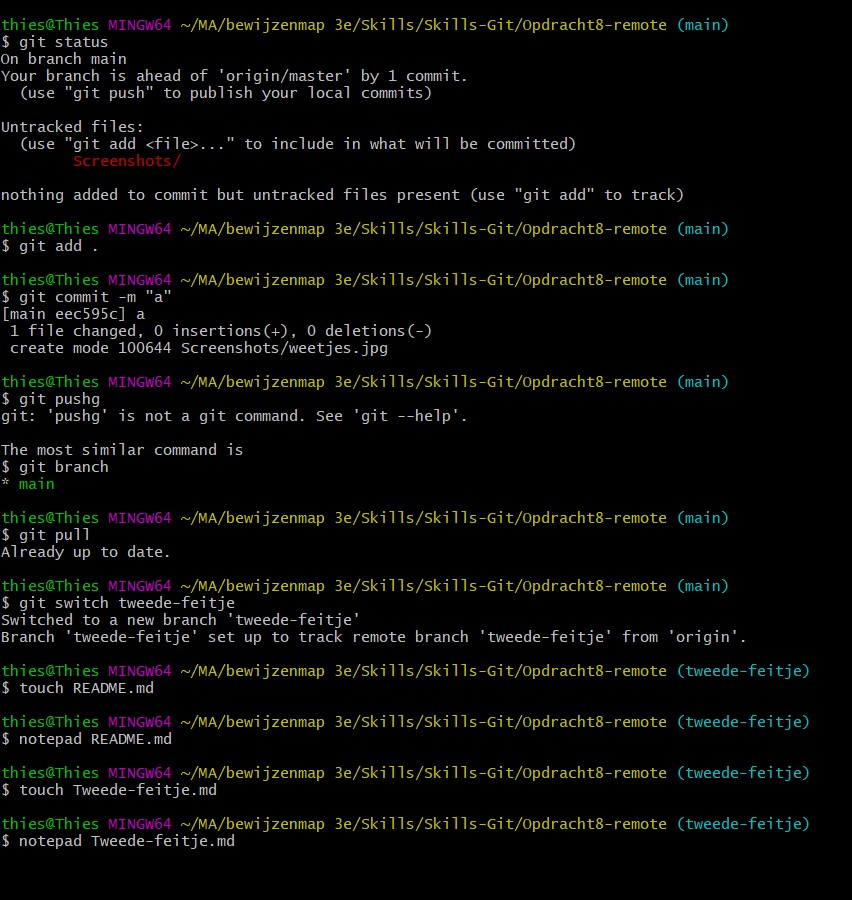 thies@Thies MINGW64 ~/MA/bewijzenmap 3e/Skills/Skills-Git/Opdracht8-remote (main)
$ git status
On branch main
Your branch is ahead of 'origin/master' by 1 commit.
  (use "git push" to publish your local commits)

Untracked files:
  (use "git add <file>..." to include in what will be committed)
        Screenshots/

nothing added to commit but untracked files present (use "git add" to track)

thies@Thies MINGW64 ~/MA/bewijzenmap 3e/Skills/Skills-Git/Opdracht8-remote (main)
$ git add .

thies@Thies MINGW64 ~/MA/bewijzenmap 3e/Skills/Skills-Git/Opdracht8-remote (main)
$ git commit -m "a"
[main eec595c] a
 1 file changed, 0 insertions(+), 0 deletions(-)
 create mode 100644 Screenshots/weetjes.jpg

thies@Thies MINGW64 ~/MA/bewijzenmap 3e/Skills/Skills-Git/Opdracht8-remote (main)
$ git pushg
git: 'pushg' is not a git command. See 'git --help'.

The most similar command is
$ git branch
* main

thies@Thies MINGW64 ~/MA/bewijzenmap 3e/Skills/Skills-Git/Opdracht8-remote (main)
$ git pull
Already up to date.

thies@Thies MINGW64 ~/MA/bewijzenmap 3e/Skills/Skills-Git/Opdracht8-remote (main)
$ git switch tweede-feitje
Switched to a new branch 'tweede-feitje'
Branch 'tweede-feitje' set up to track remote branch 'tweede-feitje' from 'origin'.

thies@Thies MINGW64 ~/MA/bewijzenmap 3e/Skills/Skills-Git/Opdracht8-remote (tweede-feitje)
$ touch README.md

thies@Thies MINGW64 ~/MA/bewijzenmap 3e/Skills/Skills-Git/Opdracht8-remote (tweede-feitje)
$ notepad README.md

thies@Thies MINGW64 ~/MA/bewijzenmap 3e/Skills/Skills-Git/Opdracht8-remote (tweede-feitje)
$ touch Tweede-feitje.md

thies@Thies MINGW64 ~/MA/bewijzenmap 3e/Skills/Skills-Git/Opdracht8-remote (tweede-feitje)
$ notepad Tweede-feitje.md